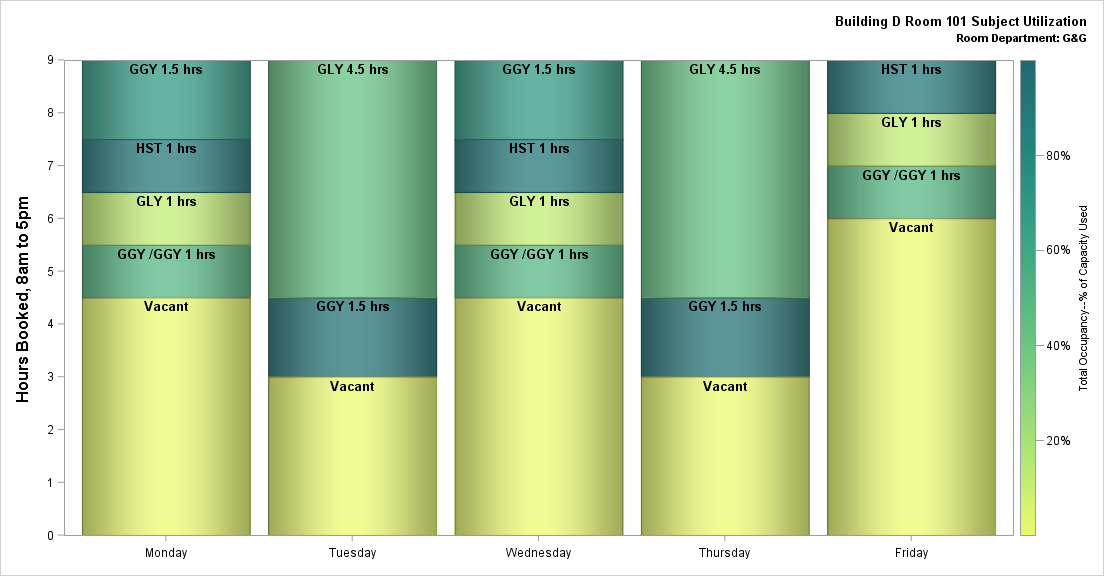 Building D Room 101 Subject Utilization
Room Department: G&G
Hours Booked, 8am to 5pm
9
8
7
6
5
4
3
2
1
0
GGY 1.5 hrs
HST 1 hrs
GLY 1 hrs
GGY /GGY 1 hrs
Vacant
Monday
GLY 4.5 hrs
GGY 1.5 hrs
Vacant
Tuesday
GGY 1.5 hrs
HST 1 hrs
GLY 1 hrs
GGY /GGY 1 hrs
Vacant
Wednesday
GLY 4.5 hrs
GGY 1.5 hrs
Vacant
Thursday
HST 1 hrs
GLY 1 hrs
GGY /GGY 1 hrs
Vacant
Friday
80%
60%
40%
20%
Total Occupancy--% of Capacity Used